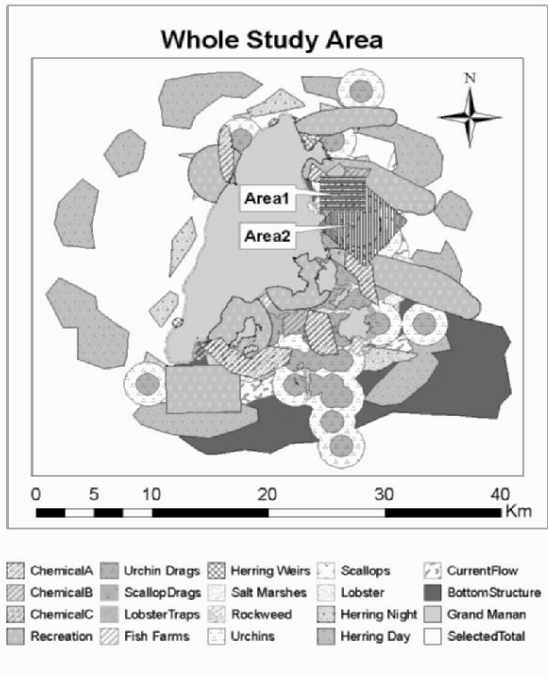 Whole Study Area
N
Area1
Area2
0 5 10 20 30 40
Km
ChemicalA Urchin Drags Herring Weirs Scallops CurrentFlow
ChemicalB ScallopDrags Salt Marshes Lobster BottomStructure
ChemicalC LobsterTraps Rockweed Herring Night Grand Manan
Recreation Fish Farms Urchins Herring Day SelectedTotal